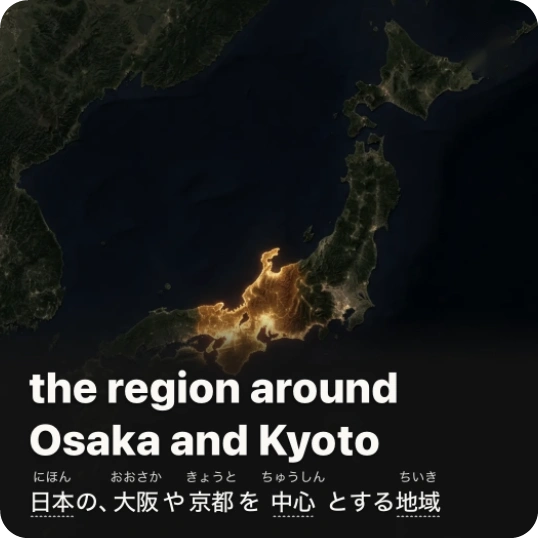 the region around
Osaka and Kyoto
にほん おおさか きょうと ちゅうしん ちいき
日本の、大阪や京都を中心とする地域